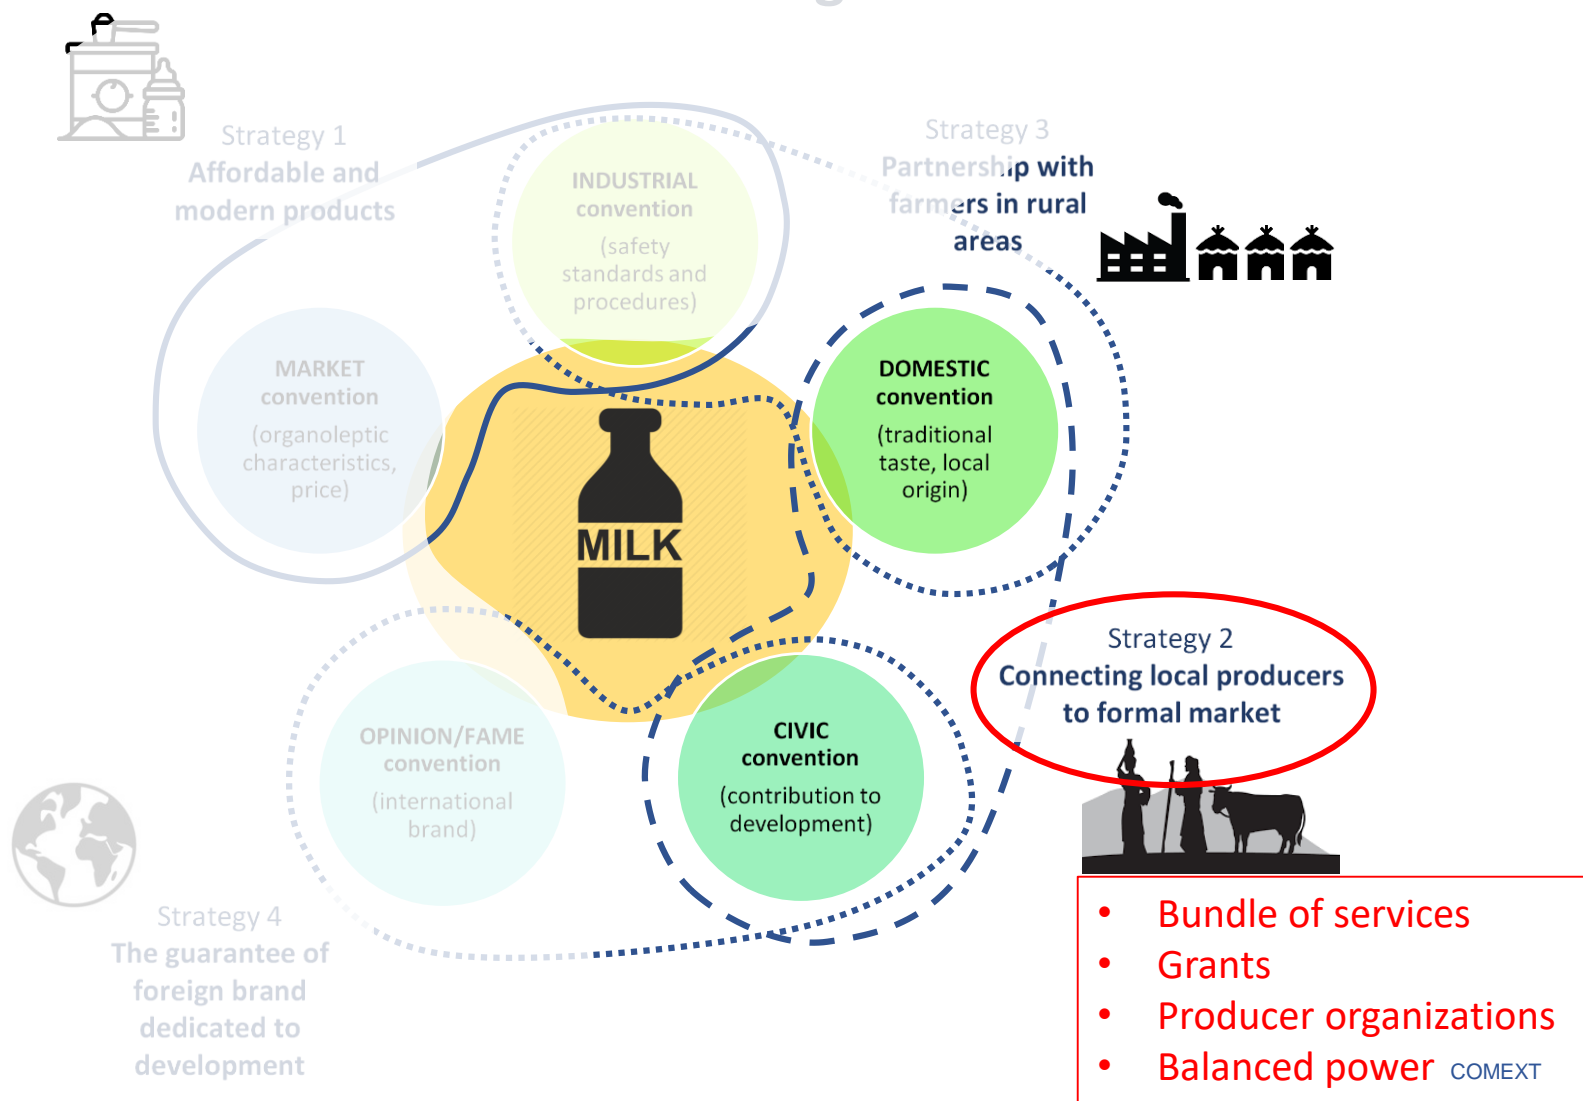 Strategy 1
Affordable and
modern products
INDUSTRIAL
convention
(safety
standards and
procedures)
Strategy 3
Partnership with
farmers in rural
areas
MARKET
convention
(organoleptic
characteristics,
price)
DOMESTIC
convention
(traditional
taste, local
origin)
MILK
Strategy 2
Connecting local producers
to formal market
OPINION/FAME
convention
(international
brand)
CIVIC
convention
(contribution to
development)
Strategy 4
The guarantee of
foreign brand
dedicated to
development
• Bundle of services
• Grants
• Producer organizations
• Balanced power
COMEXT